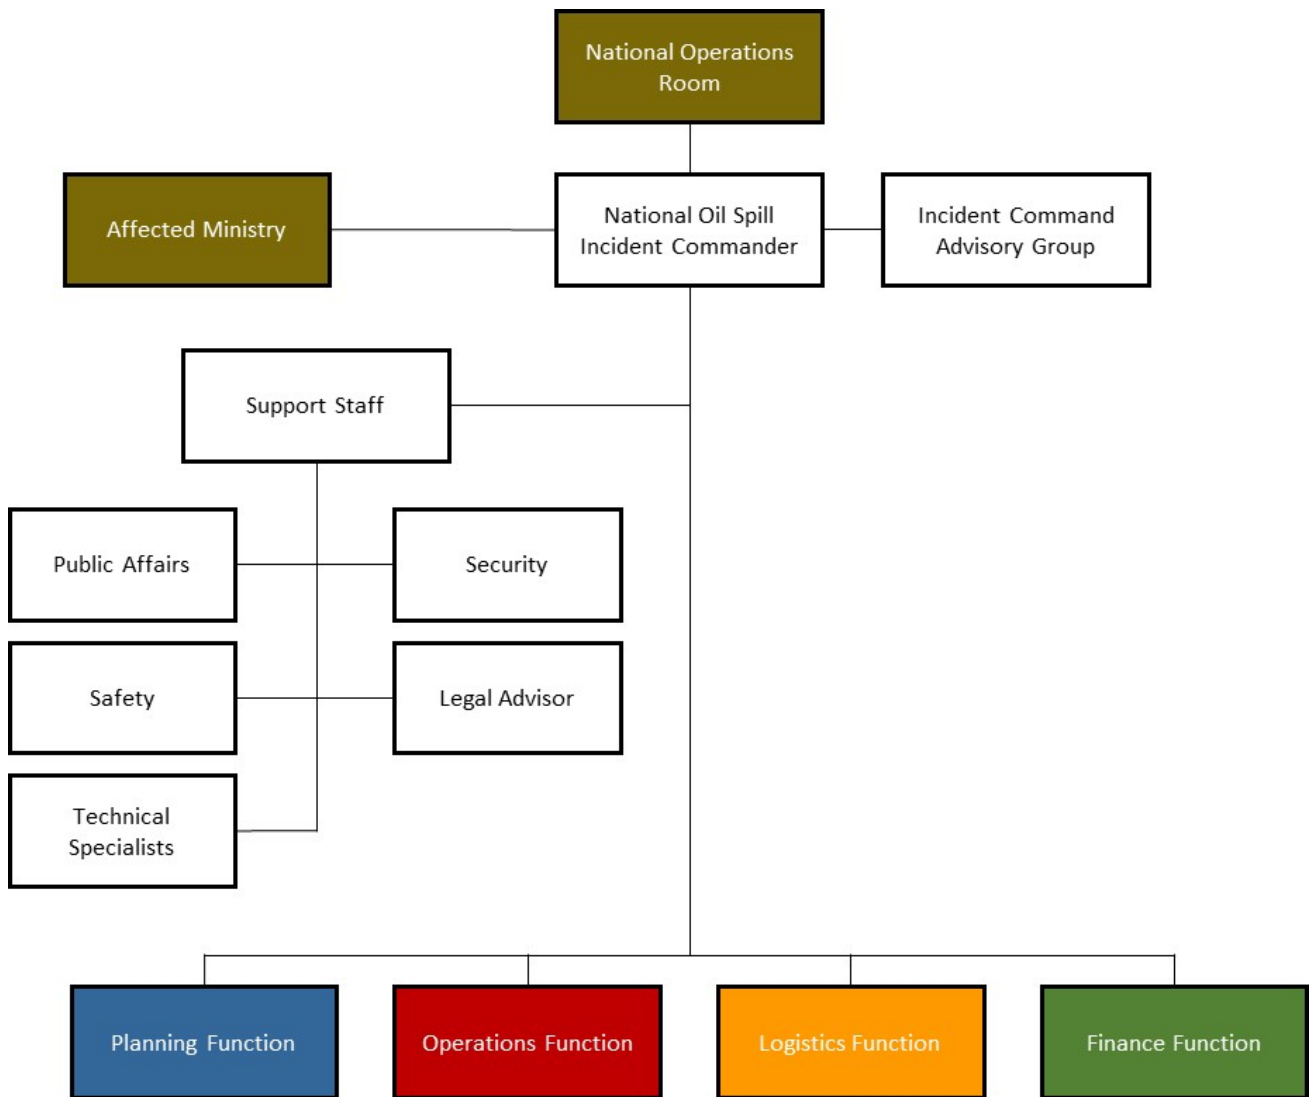 National Operations
Room
Affected Ministry
National Oil Spill
Incident Commander
Incident Command
Advisory Group
Support Staff
Public Affairs
Security
Safety
Legal Advisor
Technical
Specialists
Planning Function
Operations Function
Logistics Function
Finance Function